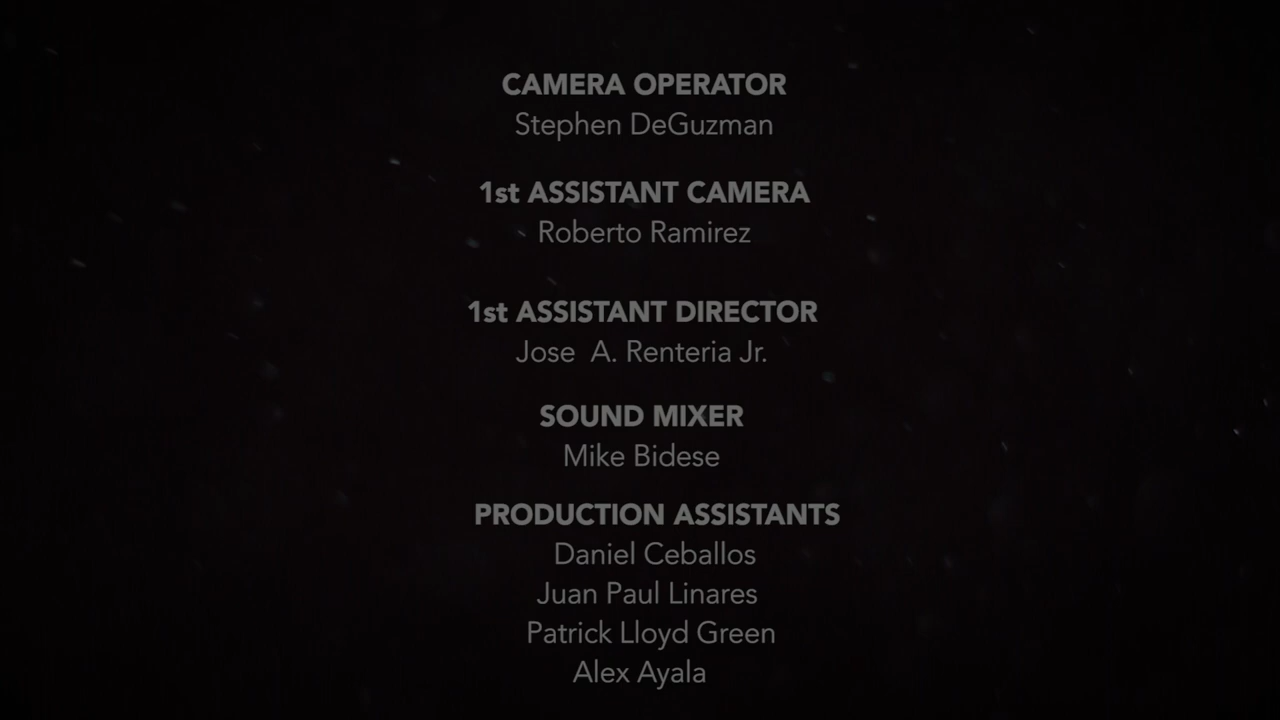 CAMERA OPERATOR
Stephen DeGuzman
1st ASSISTANT CAMERA
Roberto Ramirez
1st ASSISTANT DIRECTOR
Jose  A. Renteria Jr.
SOUND MIXER
Mike Bidese
PRODUCTION ASSISTANTS
Daniel Ceballos
Juan Paul Linares
Patrick Lloyd Green
Alex Ayala